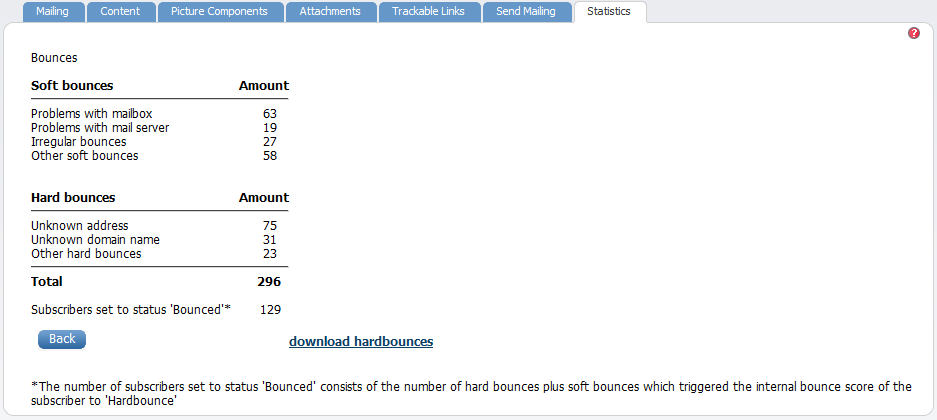 Mailing Content Picture Components Attachments Trackable Links Send Mailing Statistics
?
Bounces
Soft bounces Amount
Problems with mailbox 63
Problems with mail server 19
Irregular bounces 27
Other soft bounces 58
Hard bounces Amount
Unknown address 75
Unknown domain name 31
Other hard bounces 23
Total 296
Subscribers set to status 'Bounced'* 129
Back download hardbounces
*The number of subscribers set to status 'Bounced' consists of the number of hard bounces plus soft bounces which triggered the internal bounce score of the
subscriber to 'Hardbounce'